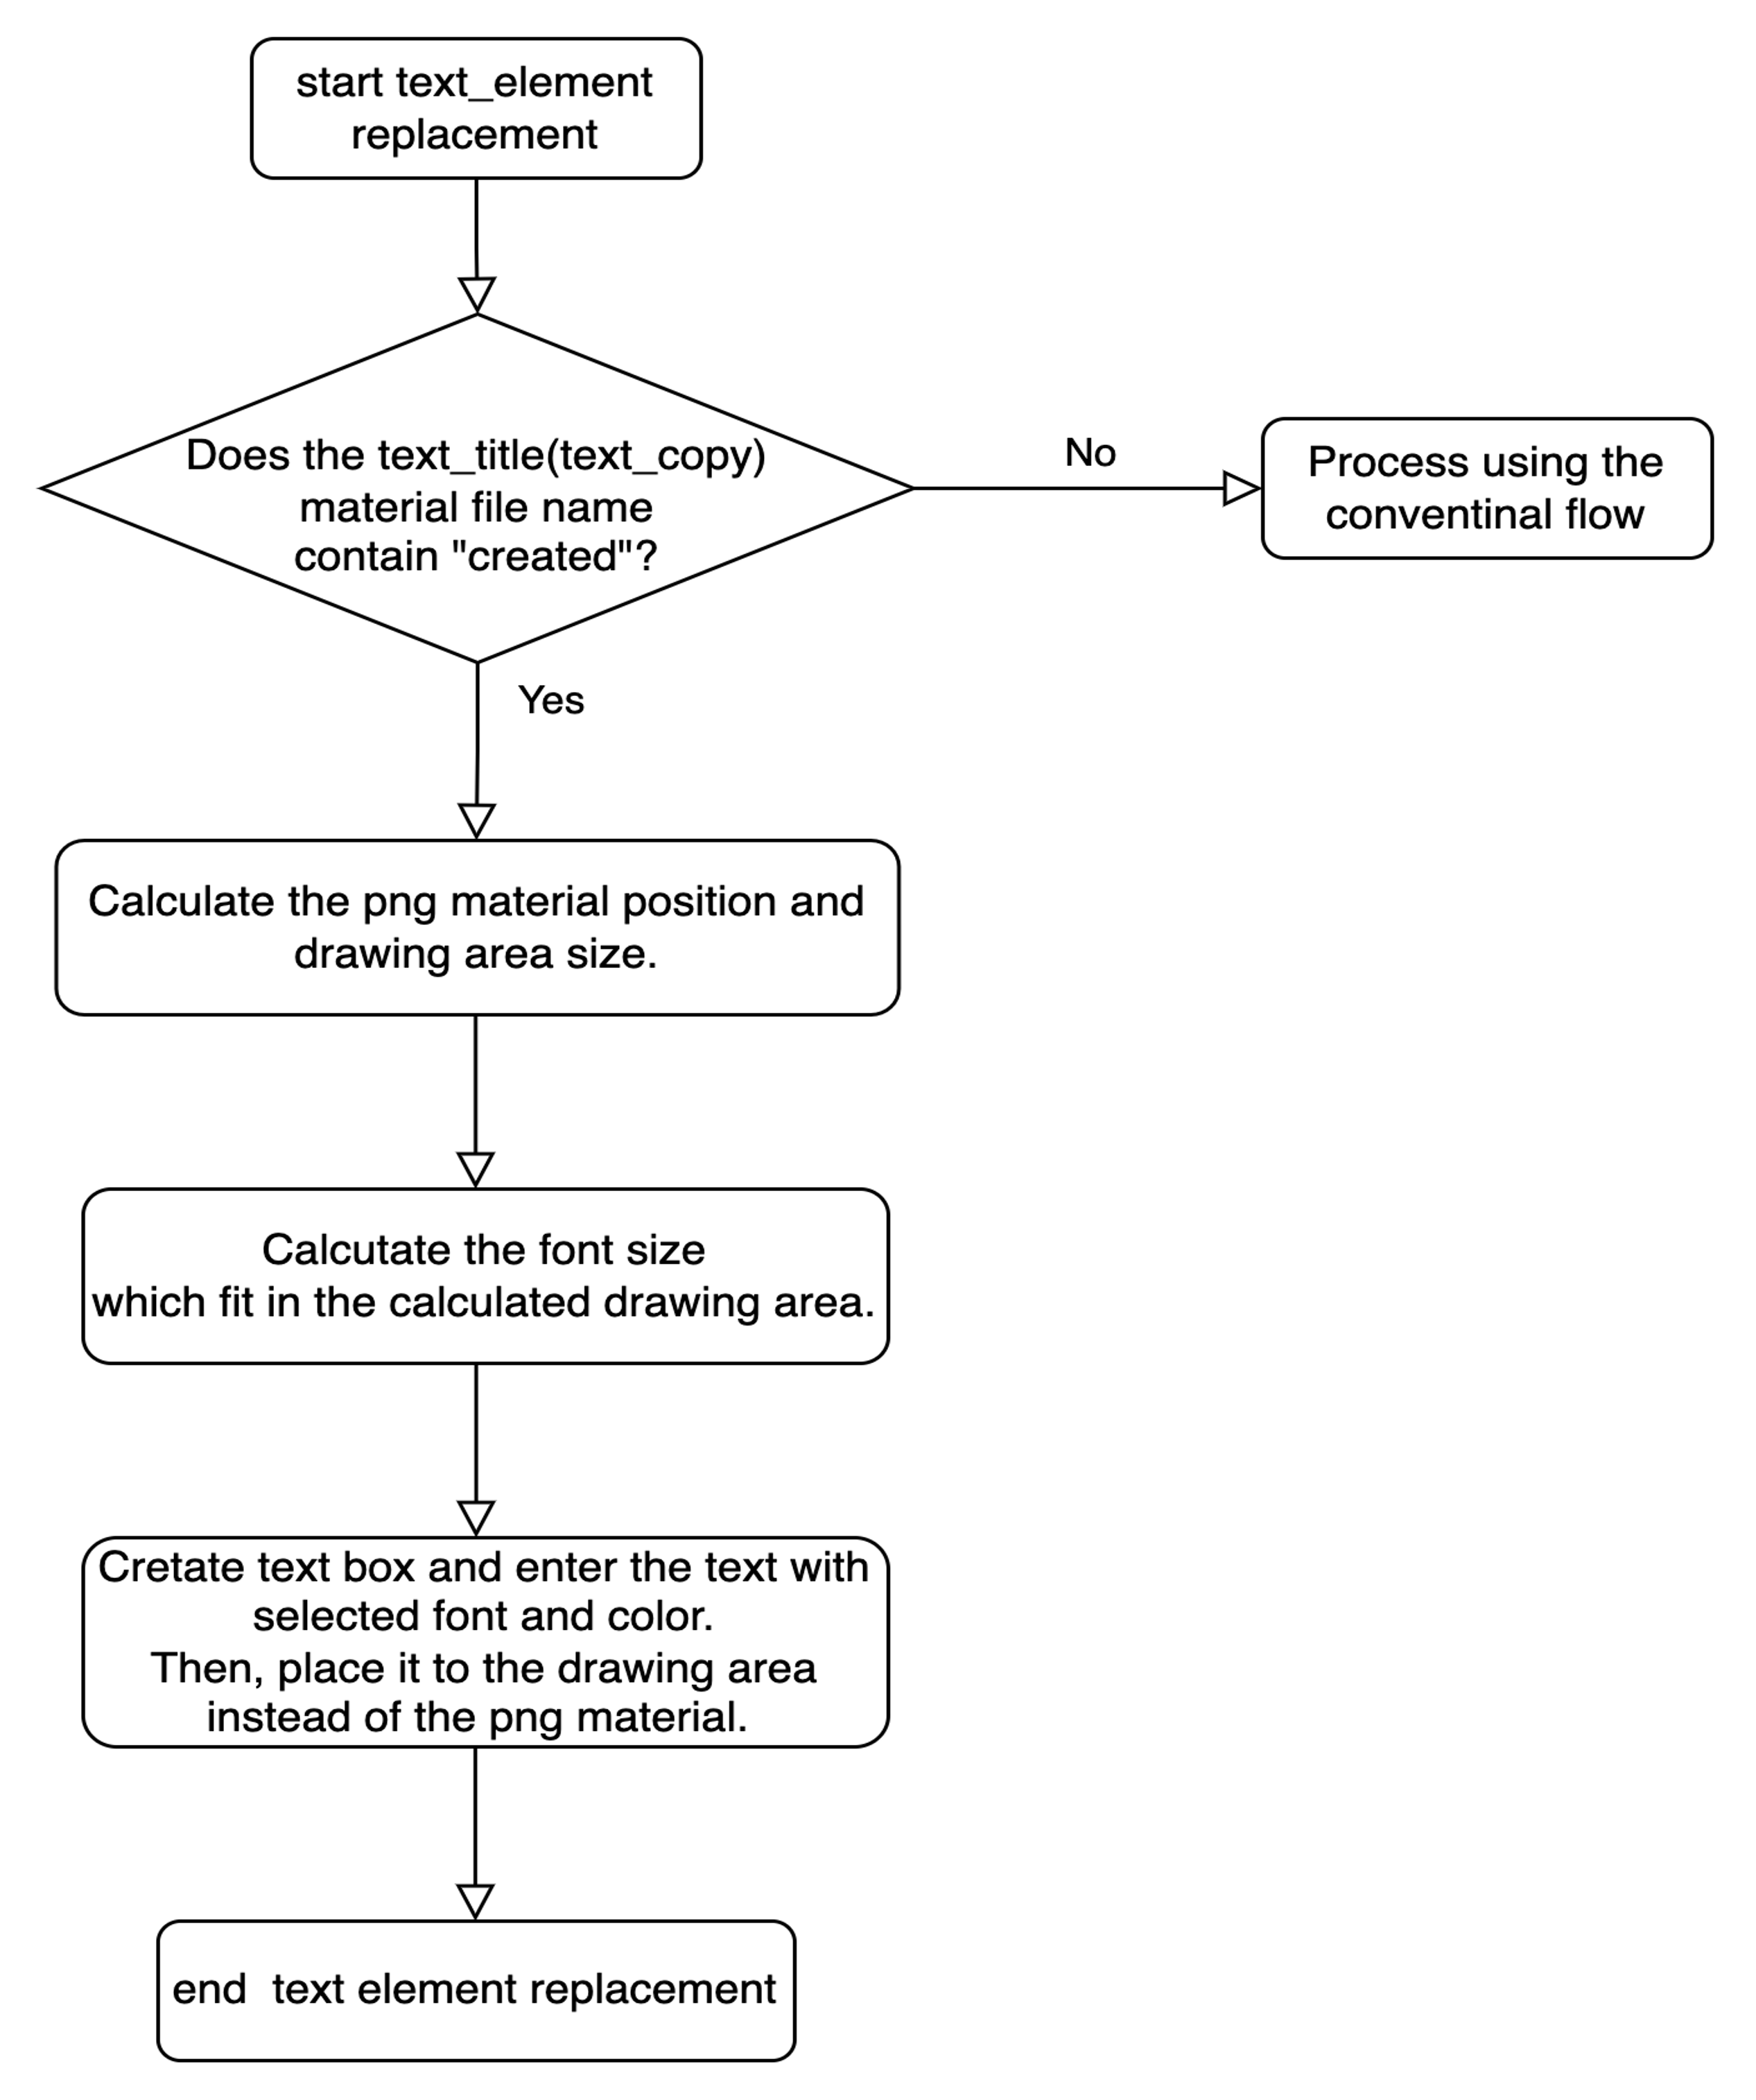 start text_element
replacement
Does the text_title(text_copy)
material file name
contain "created"?
No
Process using the
conventinal flow
Yes
Calculate the png material position and
drawing area size.
Calcutate the font size
which fit in the calculated drawing area.
Cretate text box and enter the text with
selected font and color.
Then, place it to the drawing area
instead of the png material.
end  text element replacement